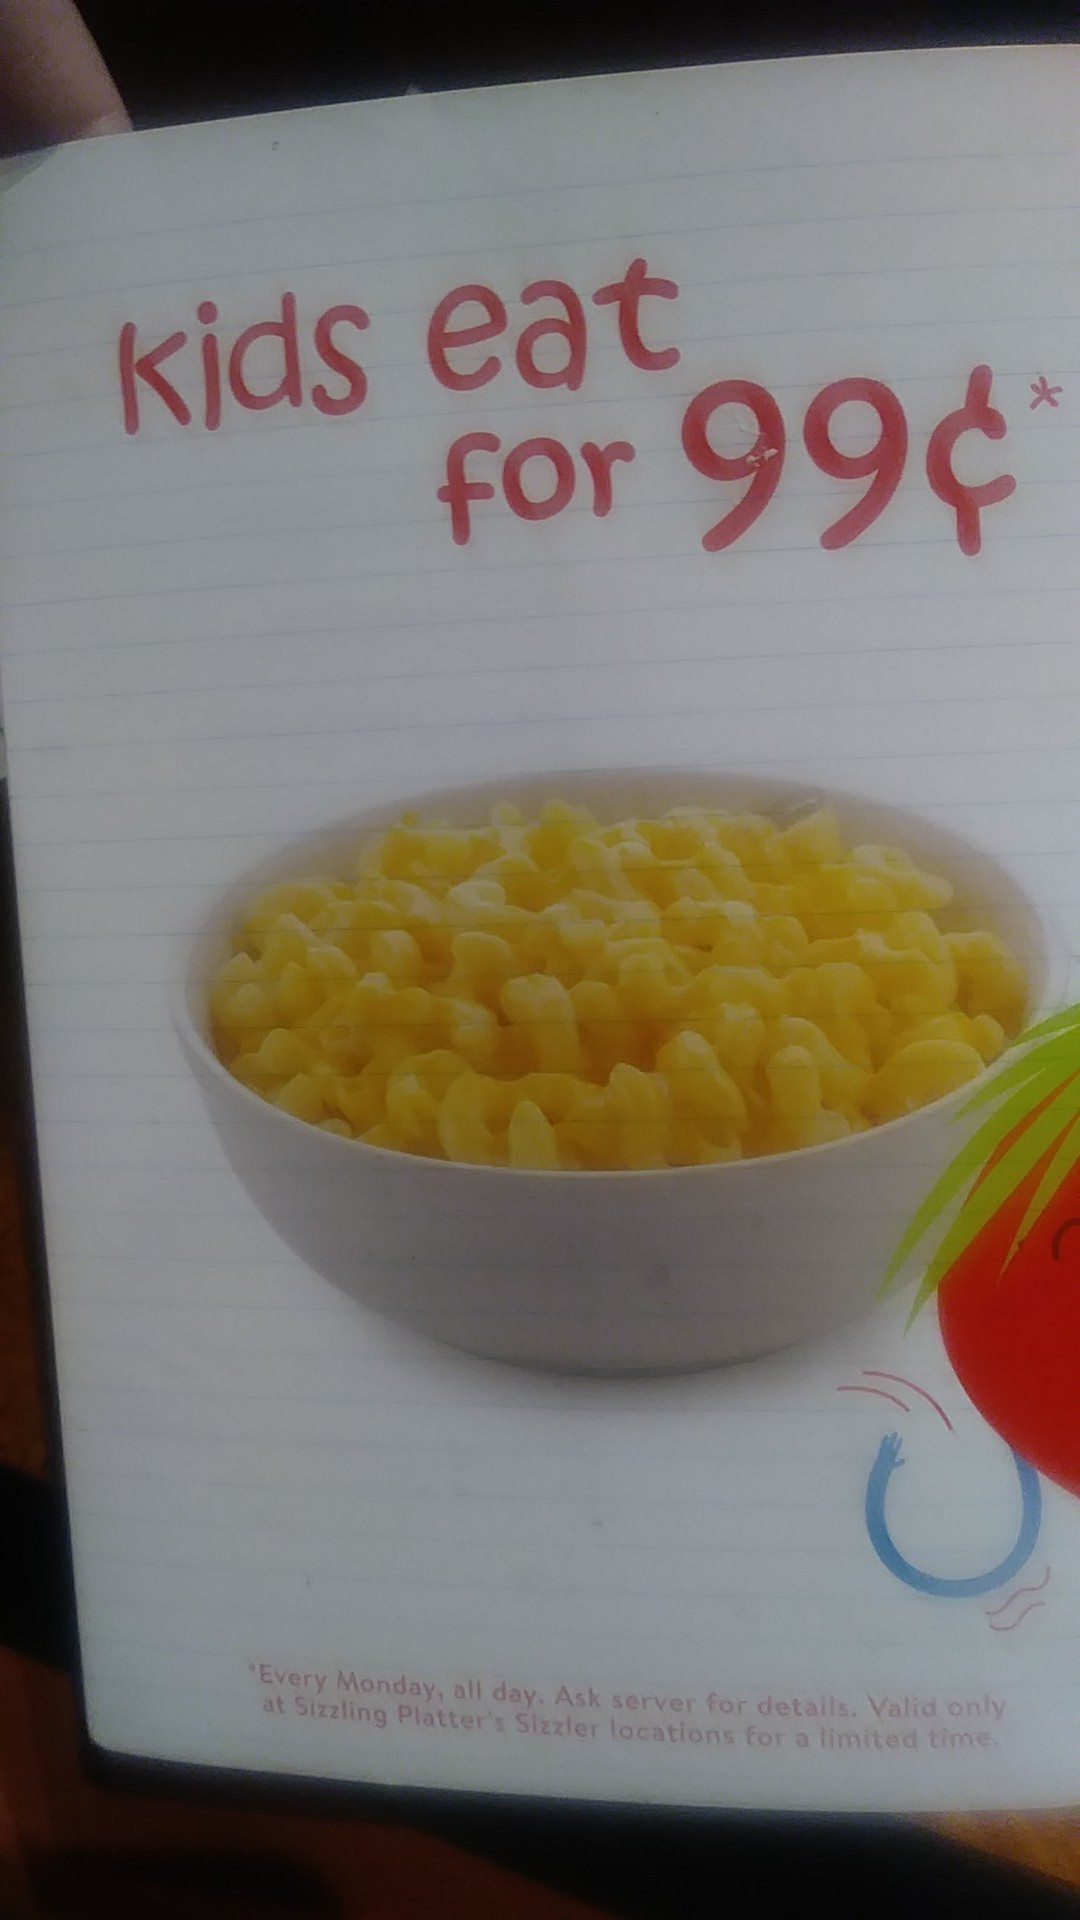 kids eat
for 99¢*
*Every Monday, all day. Ask server for details. Valid only
at Sizzling Platter's Sizzler locations for a limited time.